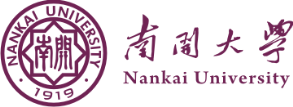 NANKAI UNIVERSITY
南開
1919
南開大學
Nankai University